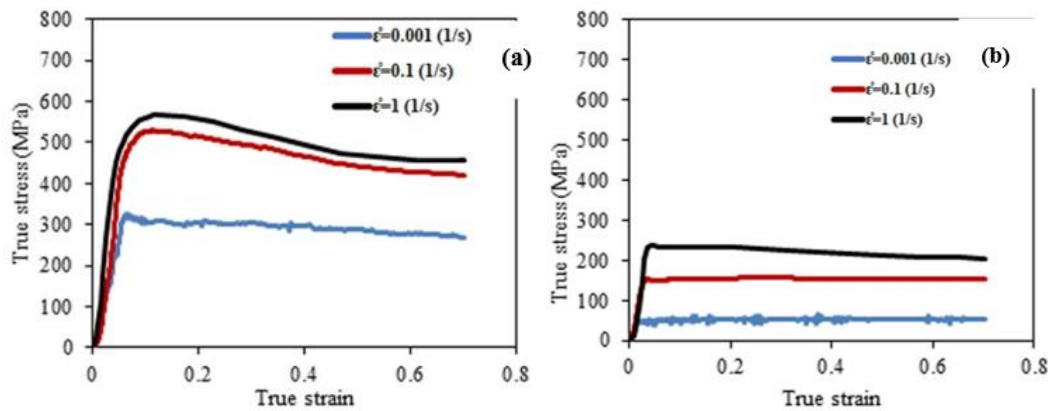 (a)
ε°=0.001 (1/s)
ε°=0.1 (1/s)
ε°=1 (1/s)
True stress (MPa)
800
700
600
500
400
300
200
100
0
0 0.2 0.4 0.6 0.8
True strain
(b)
ε°=0.001 (1/s)
ε°=0.1 (1/s)
ε°=1 (1/s)
True stress (MPa)
800
700
600
500
400
300
200
100
0
0 0.2 0.4 0.6 0.8
True strain